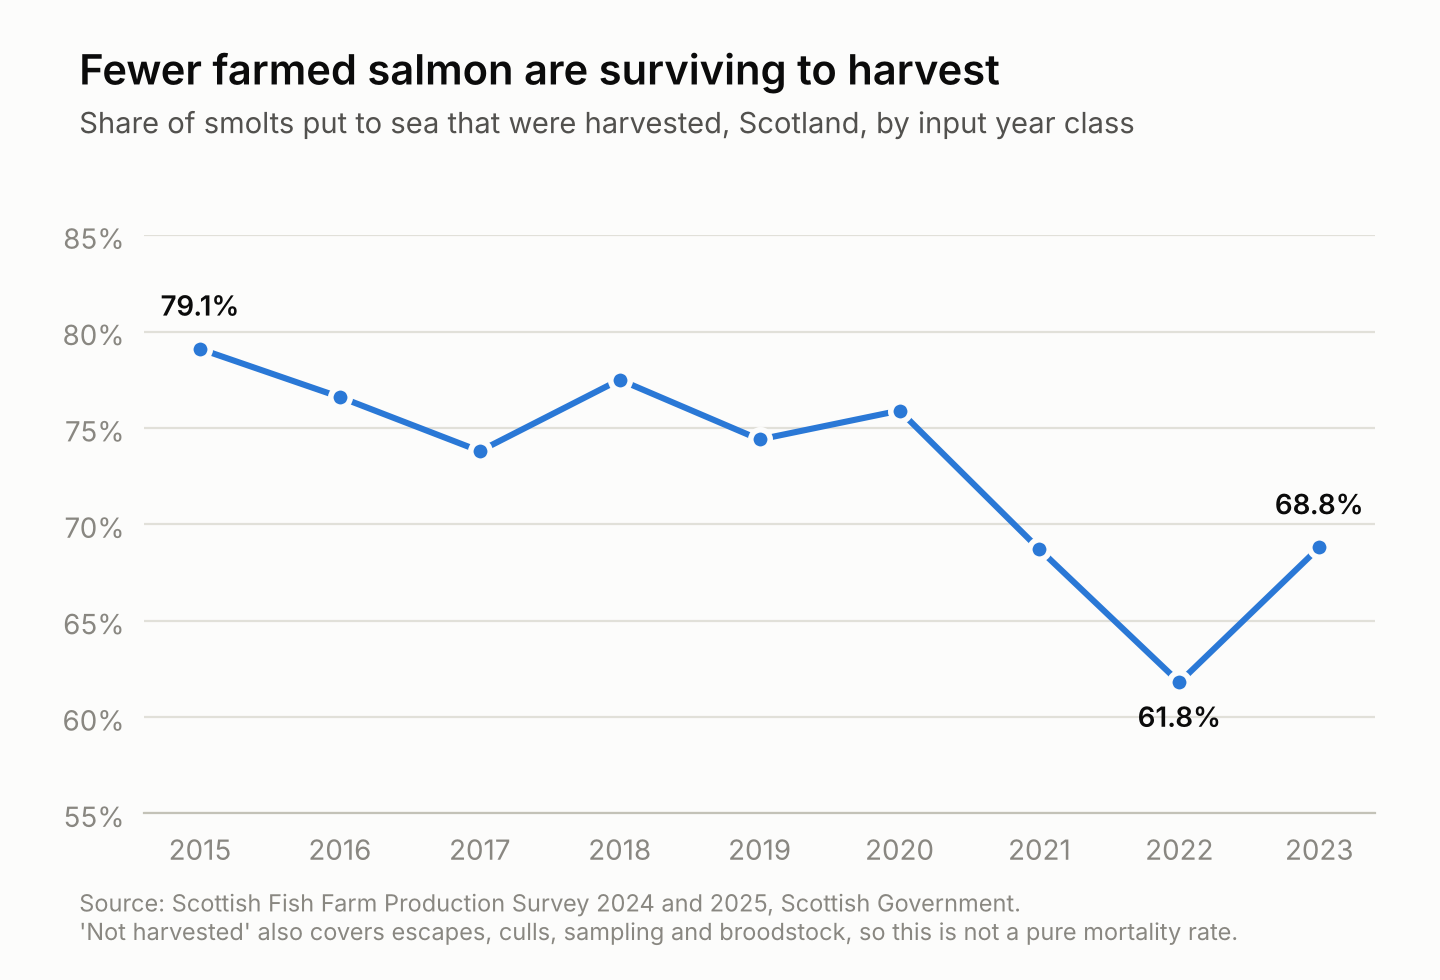 Fewer farmed salmon are surviving to harvest
Share of smolts put to sea that were harvested, Scotland, by input year class
85%
79.1%
80%
75%
70%
68.8%
65%
60%
61.8%
55%
2015 2016 2017 2018 2019 2020 2021 2022 2023
Source: Scottish Fish Farm Production Survey 2024 and 2025, Scottish Government.
'Not harvested' also covers escapes, culls, sampling and broodstock, so this is not a pure mortality rate.